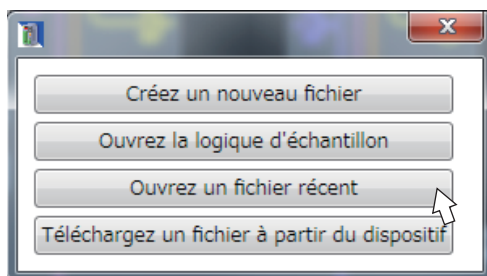 Créez un nouveau fichier
Ouvrez la logique d'échantillon
Ouvrez un fichier récent
Téléchargez un fichier à partir du dispositif